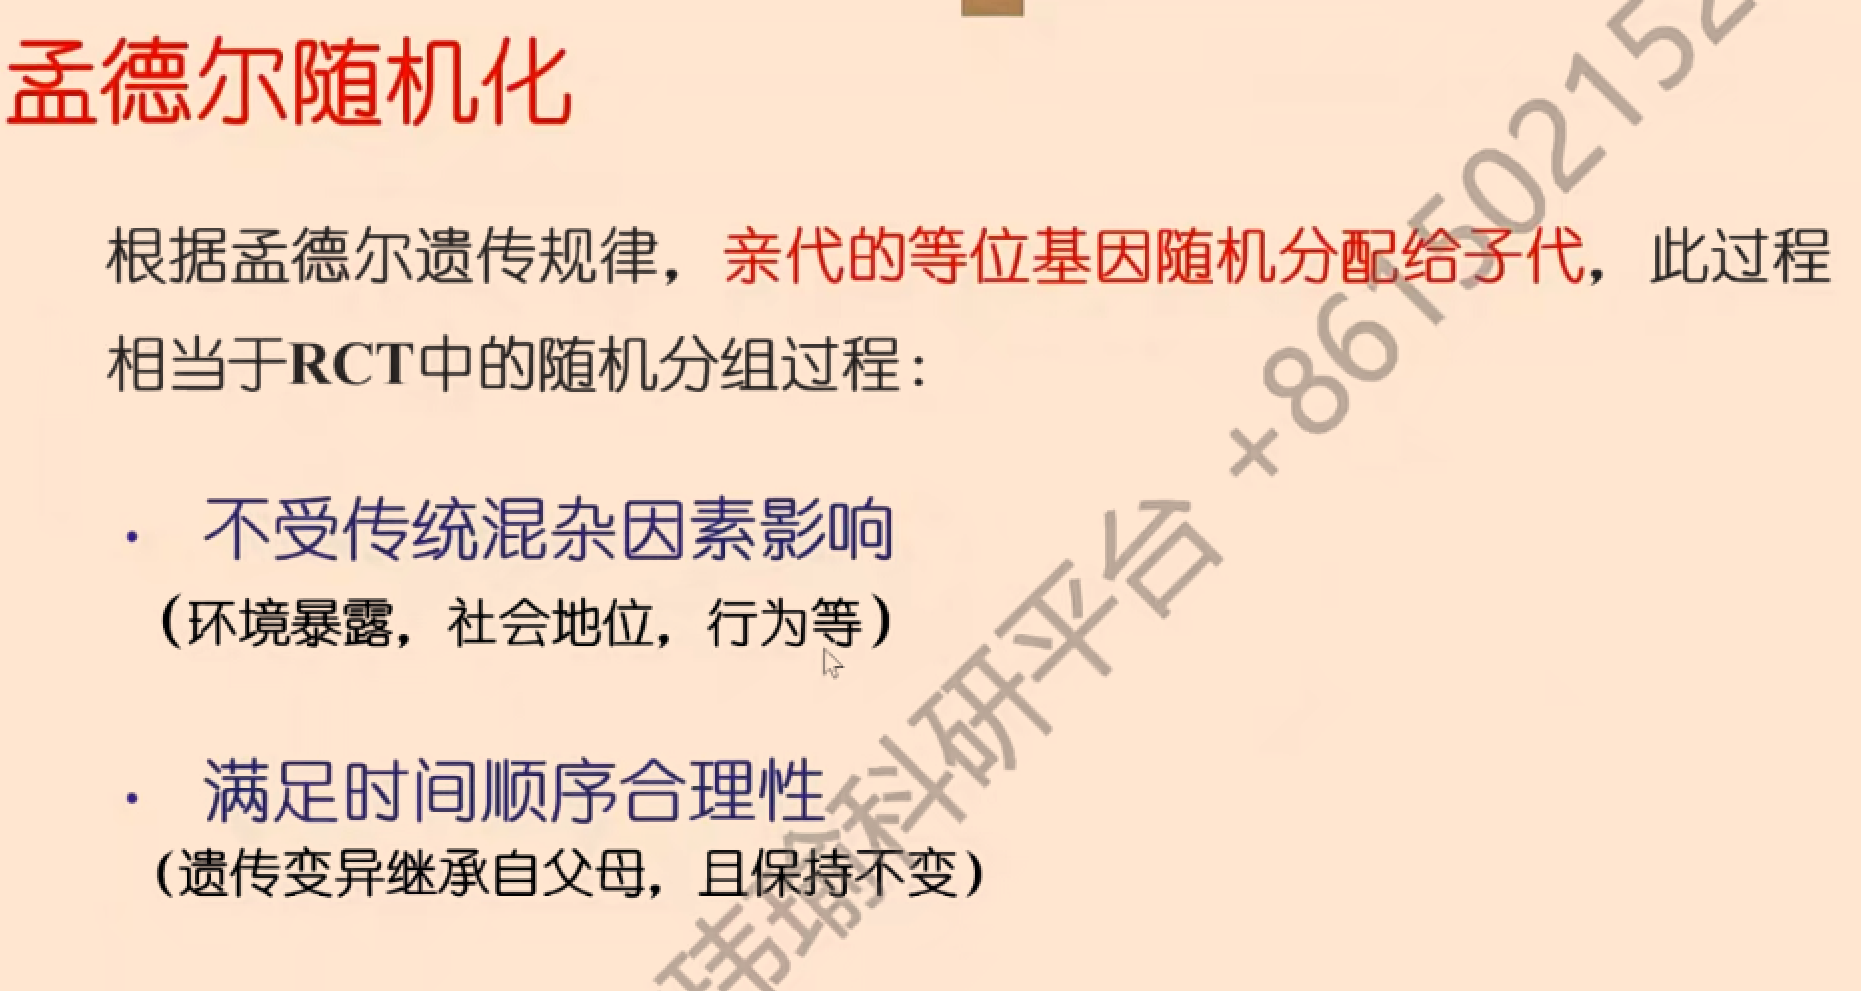 孟德尔随机化
根据孟德尔遗传规律，亲代的等位基因随机分配给子代，此过程
相当于RCT中的随机分组过程：
· 不受传统混杂因素影响
（环境暴露，社会地位，行为等）
· 满足时间顺序合理性
（遗传变异继承自父母，且保持不变）
玮瑜科研平台 +861502152